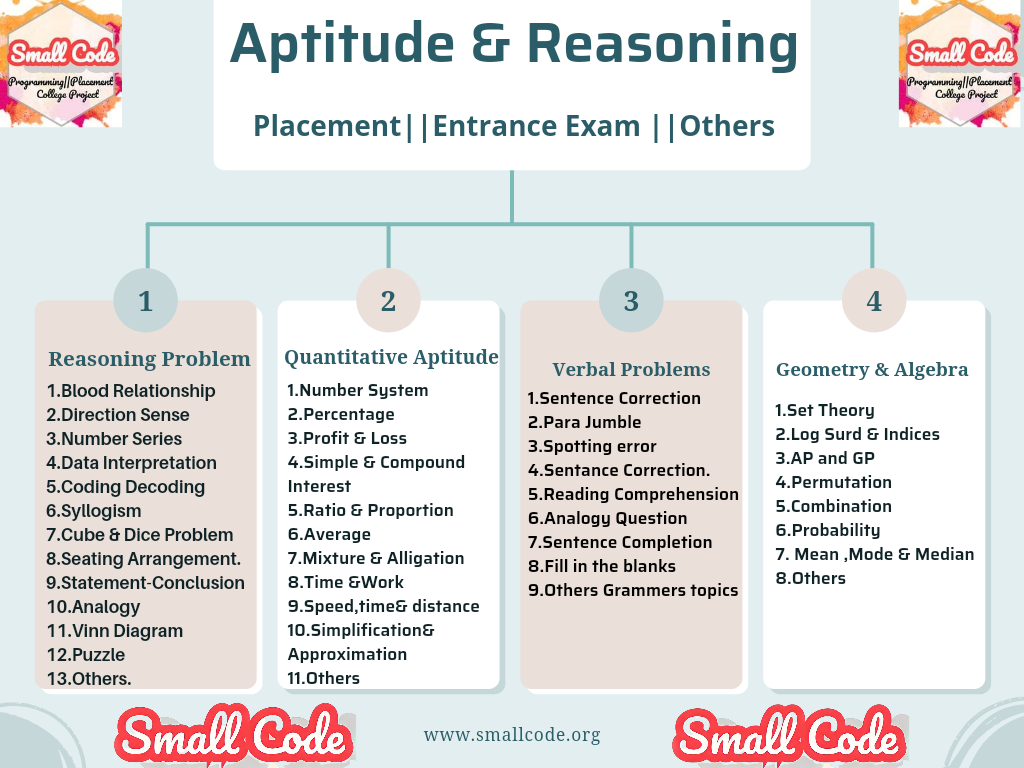 Aptitude & Reasoning
Small Code
Programming||Placement
College Project
Small Code
Programming||Placement
College Project
Placement||Entrance Exam ||Others
1
Reasoning Problem
1.Blood Relationship
2.Direction Sense
3.Number Series
4.Data Interpretation
5.Coding Decoding
6.Syllogism
7.Cube & Dice Problem
8.Seating Arrangement.
9.Statement-Conclusion
10.Analogy
11.Vinn Diagram
12.Puzzle
13.Others.
2
Quantitative Aptitude
1.Number System
2.Percentage
3.Profit & Loss
4.Simple & Compound
Interest
5.Ratio & Proportion
6.Average
7.Mixture & Alligation
8.Time &Work
9.Speed,time& distance
10.Simplification&
Approximation
11.Others
3
Verbal Problems
1.Sentence Correction
2.Para Jumble
3.Spotting error
4.Sentance Correction.
5.Reading Comprehension
6.Analogy Question
7.Sentence Completion
8.Fill in the blanks
9.Others Grammers topics
4
Geometry & Algebra
1.Set Theory
2.Log Surd & Indices
3.AP and GP
4.Permutation
5.Combination
6.Probability
7. Mean ,Mode & Median
8.Others
Small Code
www.smallcode.org
Small Code